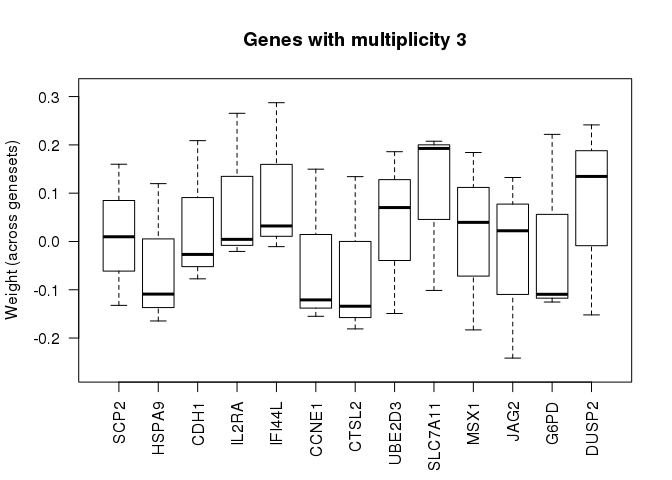 Genes with multiplicity 3
Weight (across genesets)
0.3
0.2
0.1
0.0
-0.1
-0.2
SCP2
HSPA9
CDH1
IL2RA
IFI44L
CCNE1
CTSL2
UBE2D3
SLC7A11
MSX1
JAG2
G6PD
DUSP2